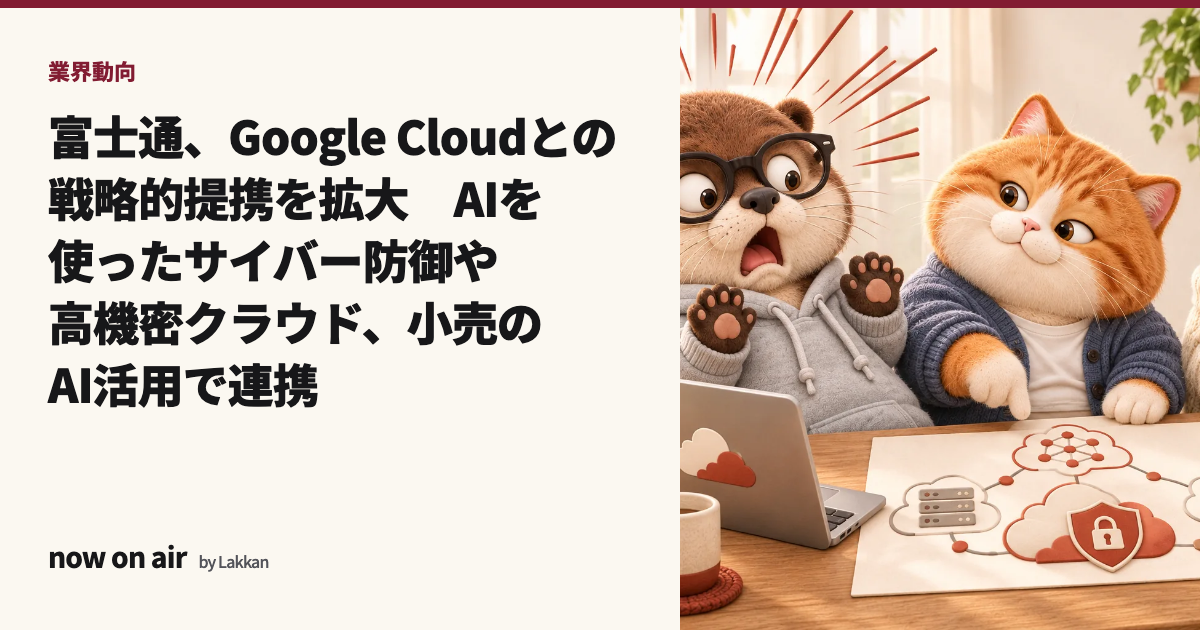 業界動向
富士通、Google Cloudとの
戦略的提携を拡大　AIを
使ったサイバー防御や
高機密クラウド、小売の
AI活用で連携
now on air by Lakkan